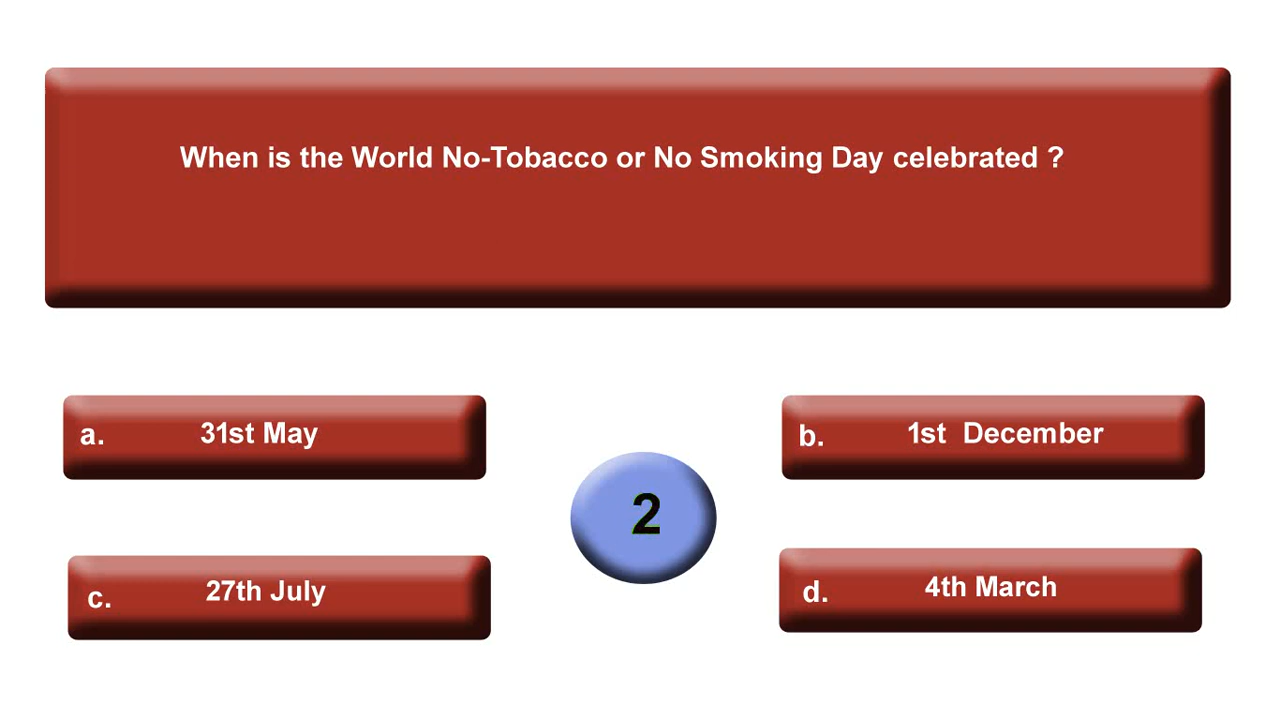 When is the World No-Tobacco or No Smoking Day celebrated ?
a. 31st May
b. 1st December
2
c. 27th July
d. 4th March